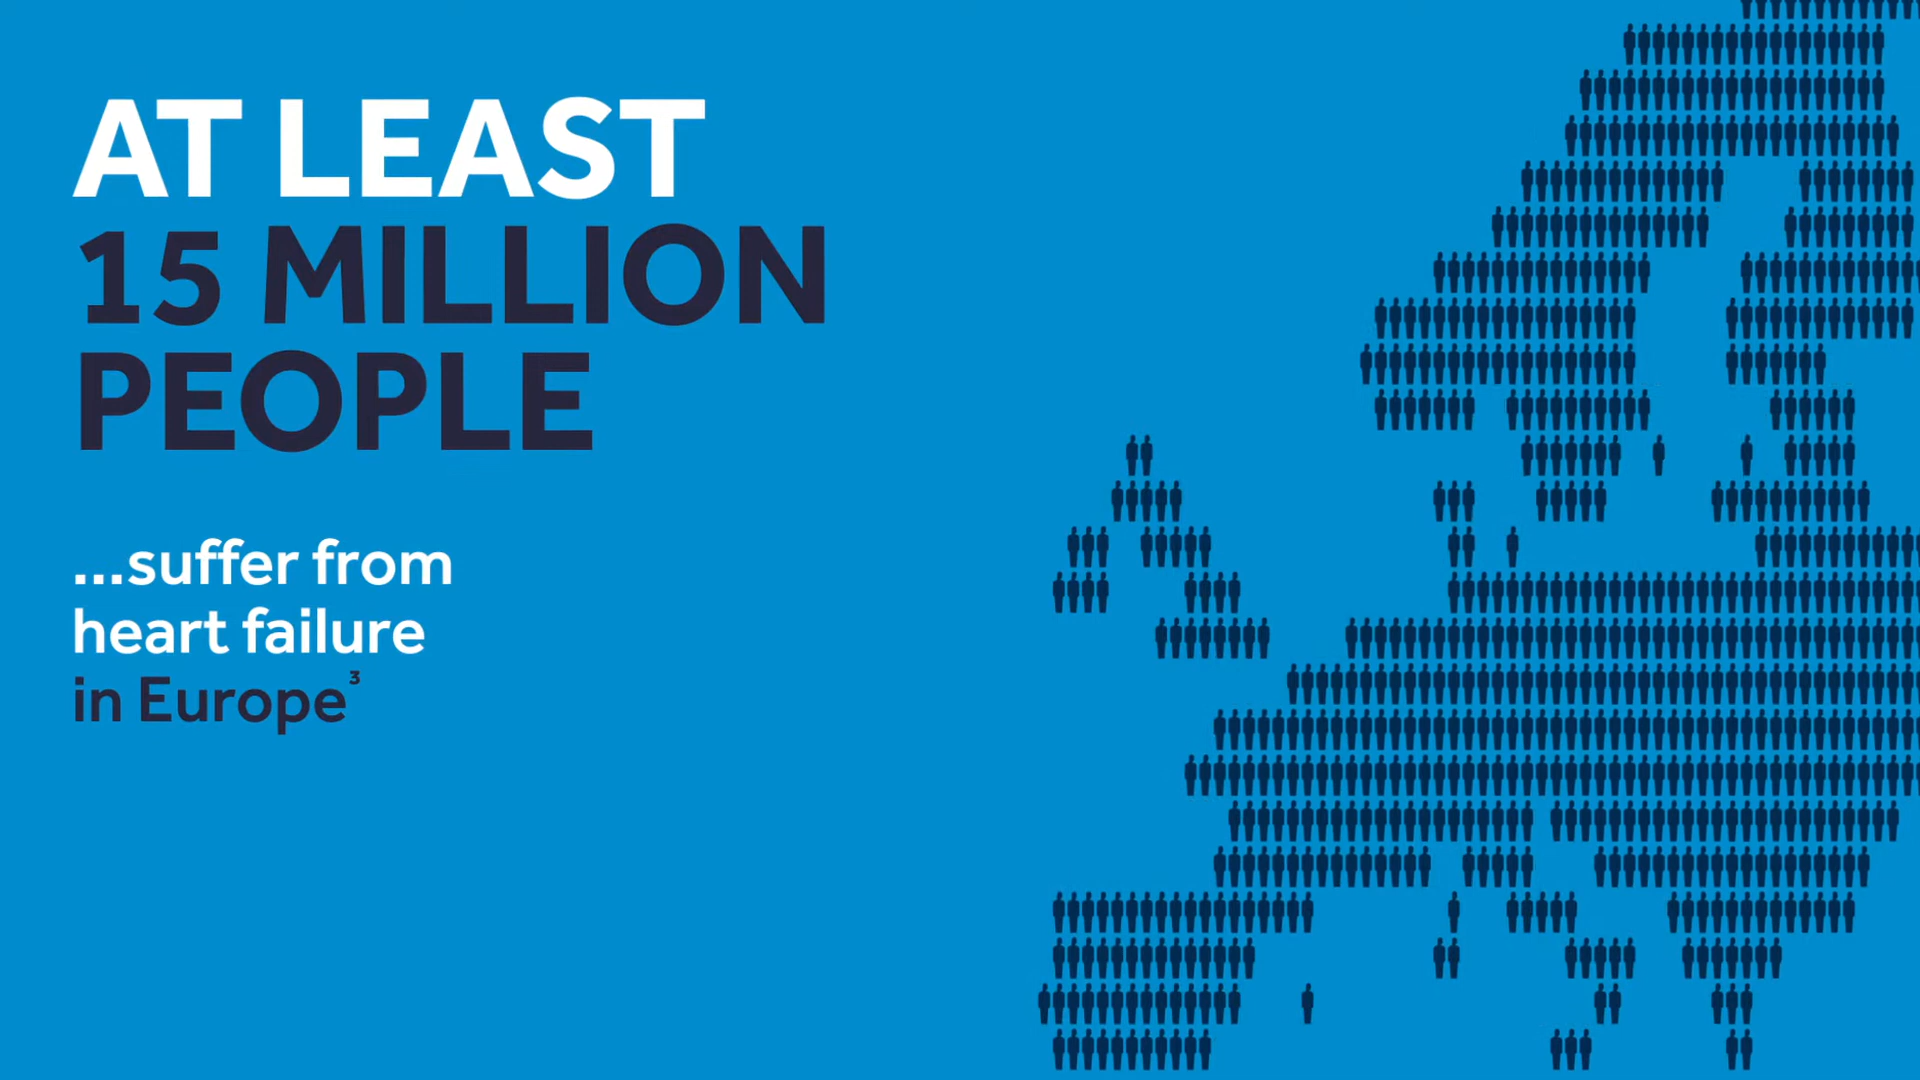 AT LEAST
15 MILLION
PEOPLE
...suffer from
heart failure
in Europe³